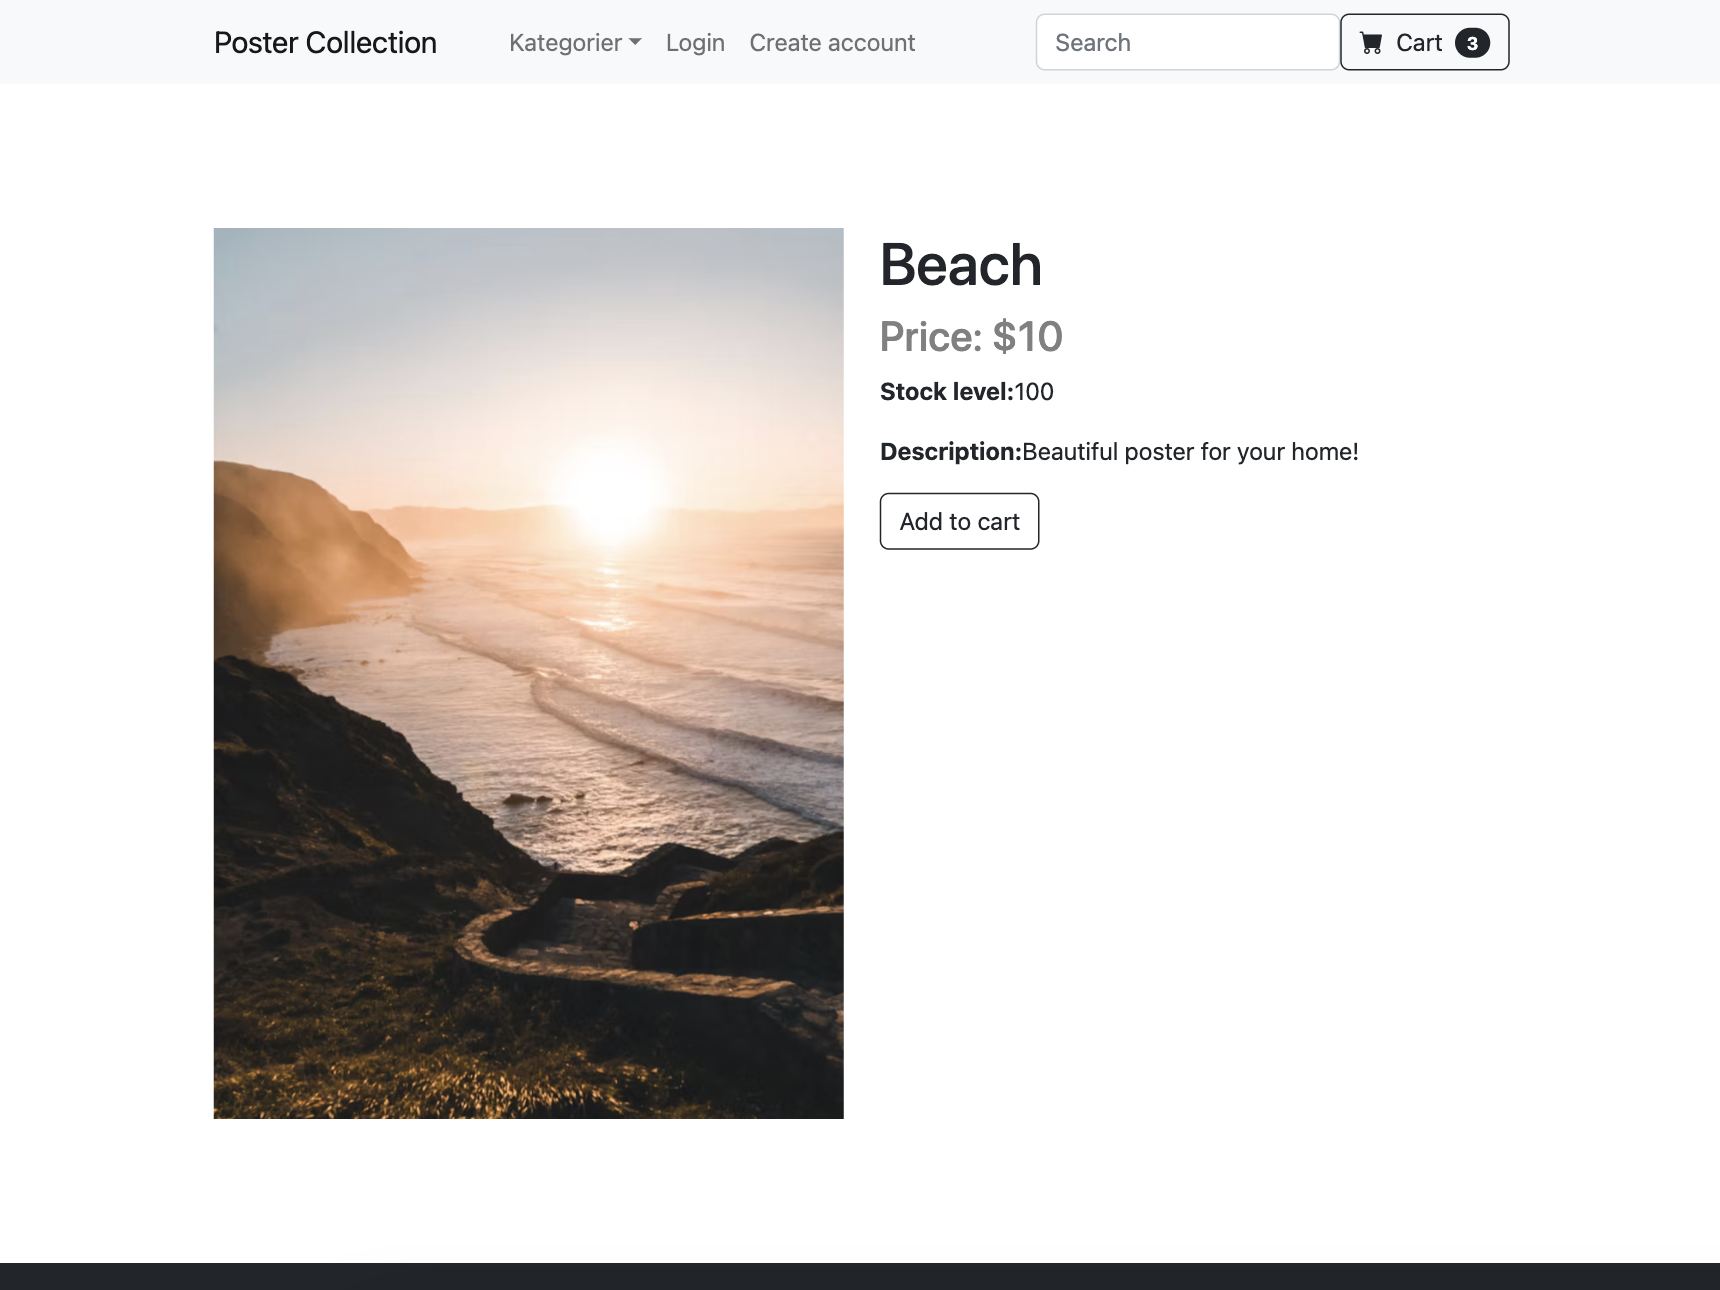 Poster Collection Kategorier Login Create account Search Cart 3
Beach
Price: $10
Stock level:100
Description:Beautiful poster for your home!
Add to cart